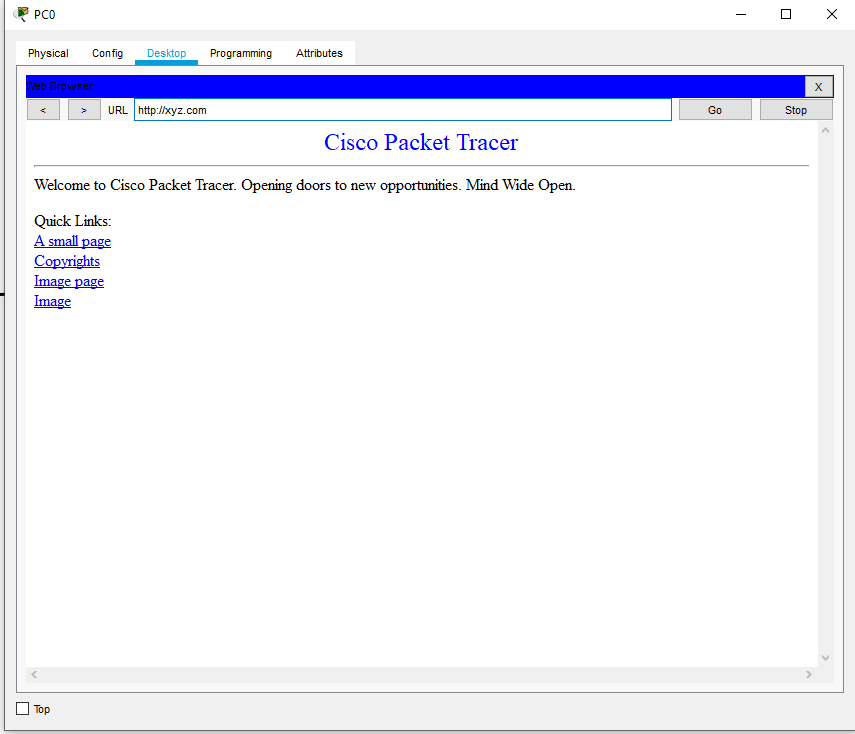 PC0
Physical Config Desktop Programming Attributes
Web Browser X
< > URL http://xyz.com Go Stop
Cisco Packet Tracer
Welcome to Cisco Packet Tracer. Opening doors to new opportunities. Mind Wide Open.
Quick Links:
A small page
Copyrights
Image page
Image
Top